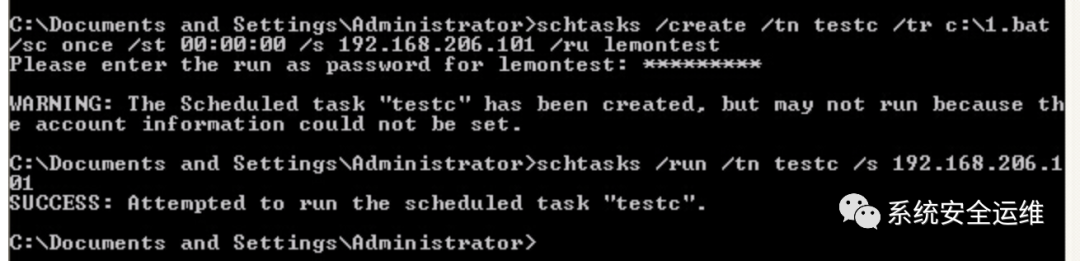 C:\Documents and Settings\Administrator>schtasks /create /tn testc /tr c:\1.bat
/sc once /st 00:00:00 /s 192.168.206.101 /ru lemontest
Please enter the run as password for lemontest: *********
WARNING: The Scheduled task "testc" has been created, but may not run because th
e account information could not be set.
C:\Documents and Settings\Administrator>schtasks /run /tn testc /s 192.168.206.1
01
SUCCESS: Attempted to run the scheduled task "testc".
系统安全运维
C:\Documents and Settings\Administrator>